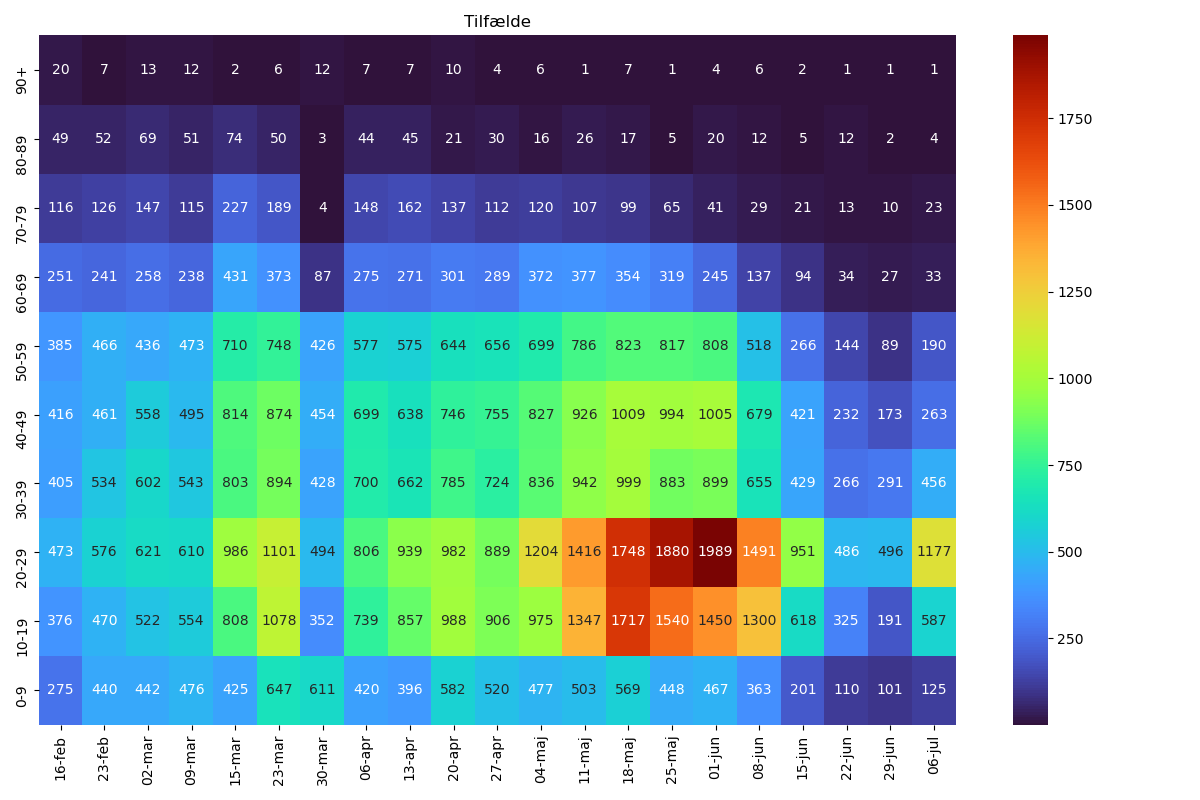 Tilfælde
90+ 20 7 13 12 2 6 12 7 7 10 4 6 1 7 1 4 6 2 1 1 1
80-89 49 52 69 51 74 50 3 44 45 21 30 16 26 17 5 20 12 5 12 2 4
70-79 116 126 147 115 227 189 4 148 162 137 112 120 107 99 65 41 29 21 13 10 23
60-69 251 241 258 238 431 373 87 275 271 301 289 372 377 354 319 245 137 94 34 27 33
50-59 385 466 436 473 710 748 426 577 575 644 656 699 786 823 817 808 518 266 144 89 190
40-49 416 461 558 495 814 874 454 699 638 746 755 827 926 1009 994 1005 679 421 232 173 263
30-39 405 534 602 543 803 894 428 700 662 785 724 836 942 999 883 899 655 429 266 291 456
20-29 473 576 621 610 986 1101 494 806 939 982 889 1204 1416 1748 1880 1989 1491 951 486 496 1177
10-19 376 470 522 554 808 1078 352 739 857 988 906 975 1347 1717 1540 1450 1300 618 325 191 587
0-9 275 440 442 476 425 647 611 420 396 582 520 477 503 569 448 467 363 201 110 101 125
16-feb 23-feb 02-mar 09-mar 15-mar 23-mar 30-mar 06-apr 13-apr 20-apr 27-apr 04-maj 11-maj 18-maj 25-maj 01-jun 08-jun 15-jun 22-jun 29-jun 06-jul
1750
1500
1250
1000
750
500
250